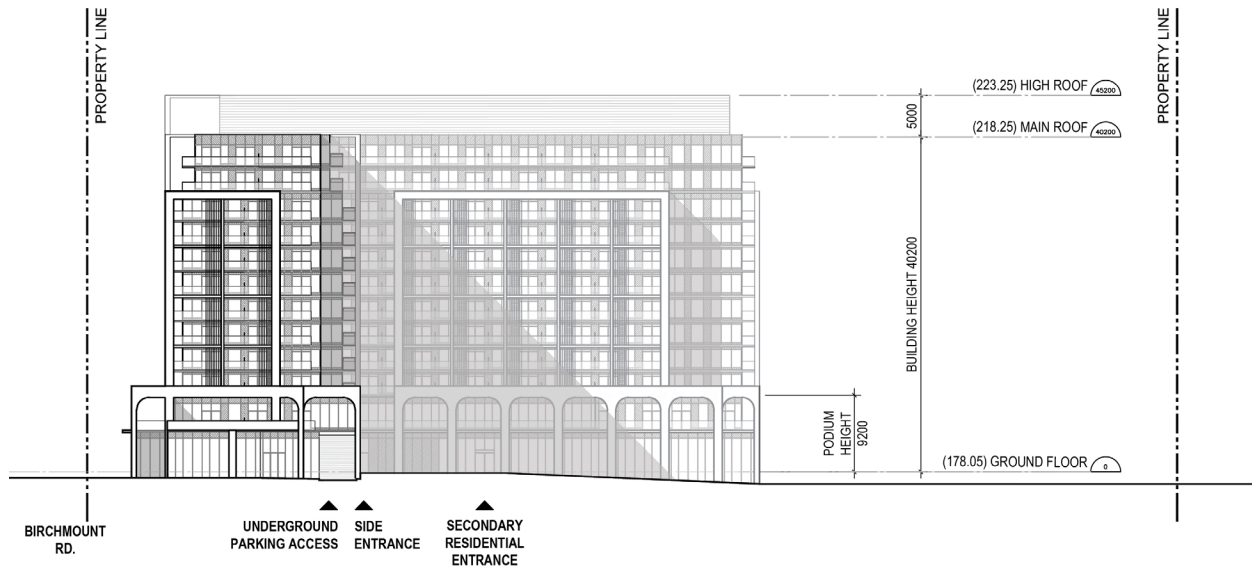 PROPERTY LINE
PROPERTY LINE
(223.25) HIGH ROOF 45200
5000
(218.25) MAIN ROOF 40200
BUILDING HEIGHT 40200
PODIUM
HEIGHT
9200
(178.05) GROUND FLOOR 0
BIRCHMOUNT
RD.
UNDERGROUND
PARKING ACCESS
SIDE
ENTRANCE
SECONDARY
RESIDENTIAL
ENTRANCE